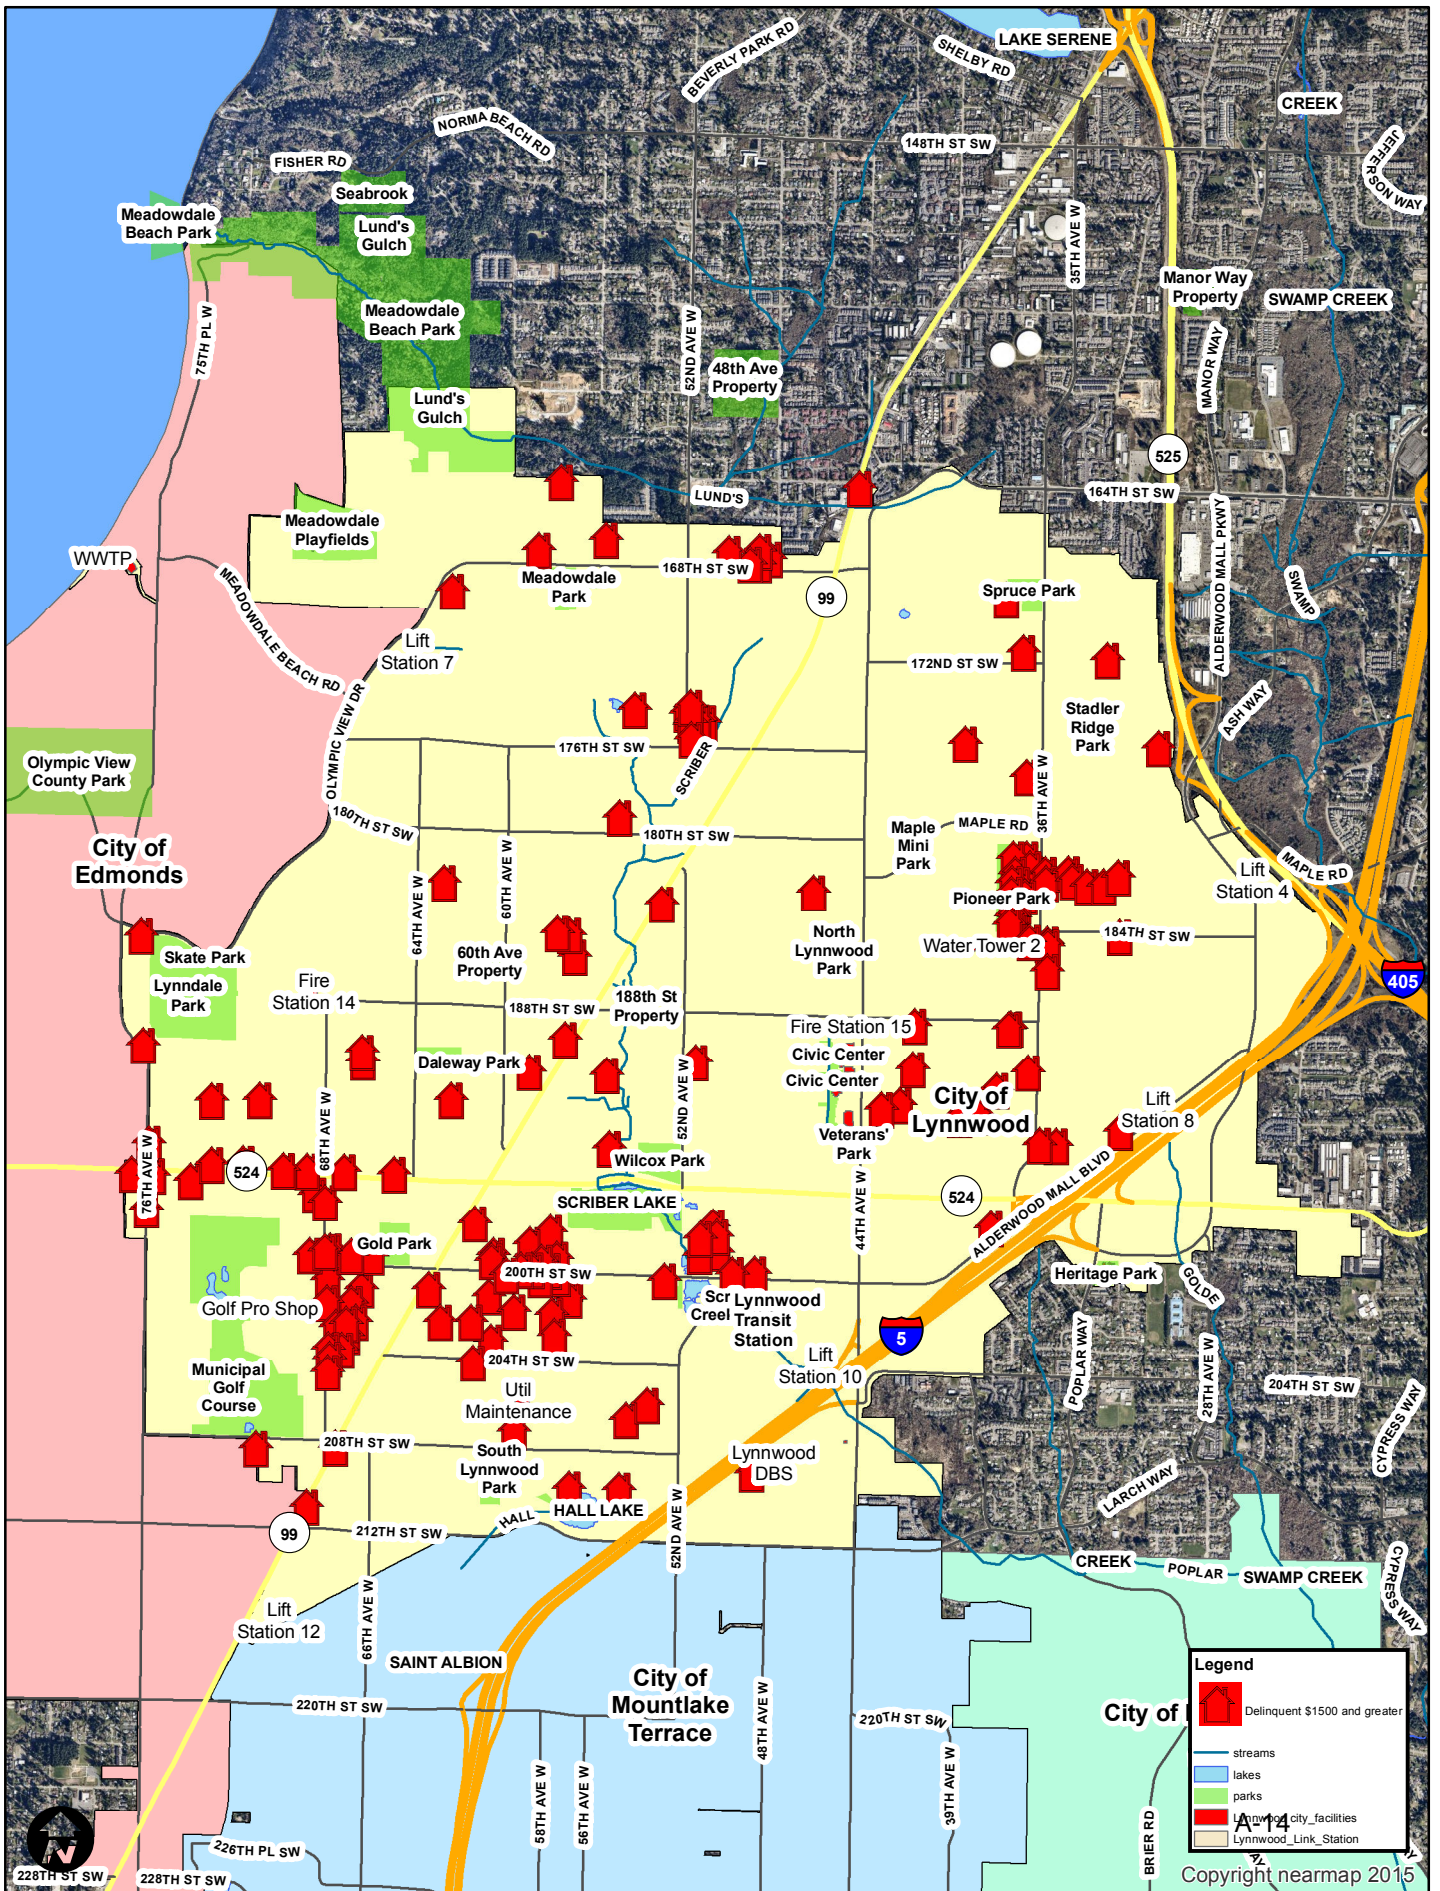 LAKE SERENE
BEVERLY PARK RD
SHELBY RD
CREEK
NORMA BEACH RD
148TH ST SW
JEFFERSON WAY
FISHER RD
Seabrook
Meadowdale
Beach Park
Lund's
Gulch
35TH AVE W
Manor Way
Property
SWAMP CREEK
75TH PL W
Meadowdale
Beach Park
52ND AVE W
48th Ave
Property
MANOR WAY
Lund's
Gulch
525
LUND'S
164TH ST SW
Meadowdale
Playfields
ALDERWOOD MALL PKWY
WWTP
168TH ST SW
MEADOWDALE BEACH RD
Meadowdale
Park
99
Spruce Park
SWAMP
Lift
Station 7
172ND ST SW
OLYMPIC VIEW DR
Stadler
Ridge
Park
ASH WAY
176TH ST SW
SCRIBER
Olympic View
County Park
36TH AVE W
180TH ST SW
180TH ST SW
MAPLE RD
Maple
Mini
Park
City of
Edmonds
MAPLE RD
Lift
Station 4
64TH AVE W
60TH AVE W
Pioneer Park
Skate Park
Lynndale
Park
60th Ave
Property
North
Lynnwood
Park
Water Tower 2
184TH ST SW
405
Fire
Station 14
188TH ST SW
188th St
Property
Fire Station 15
Civic Center
Civic Center
Daleway Park
52ND AVE W
City of
Lynnwood
Lift
Station 8
68TH AVE W
76TH AVE W
Veterans'
Park
524
Wilcox Park
SCRIBER LAKE
44TH AVE W
524
ALDERWOOD MALL BLVD
Gold Park
200TH ST SW
Heritage Park
GOLDE
Golf Pro Shop
Scr
Creel
Lynnwood
Transit
Station
5
POPLAR WAY
28TH AVE W
204TH ST SW
Lift
Station 10
204TH ST SW
Municipal
Golf
Course
Util
Maintenance
CYPRESS WAY
208TH ST SW
South
Lynnwood
Park
Lynnwood
DBS
LARCH WAY
HALL
HALL LAKE
99
212TH ST SW
52ND AVE W
CREEK
POPLAR
SWAMP CREEK
CYPRESS WAY
Lift
Station 12
66TH AVE W
SAINT ALBION
City of
Mountlake
Terrace
48TH AVE W
220TH ST SW
220TH ST SW
City of
Legend
Delinquent $1500 and greater
streams
lakes
parks
Lynnwood city_facilities
Lynnwood_Link_Station
A-14
58TH AVE W
56TH AVE W
39TH AVE W
BRIER RD
N
226TH PL SW
228TH ST SW
228TH ST SW
Copyright nearmap 2015